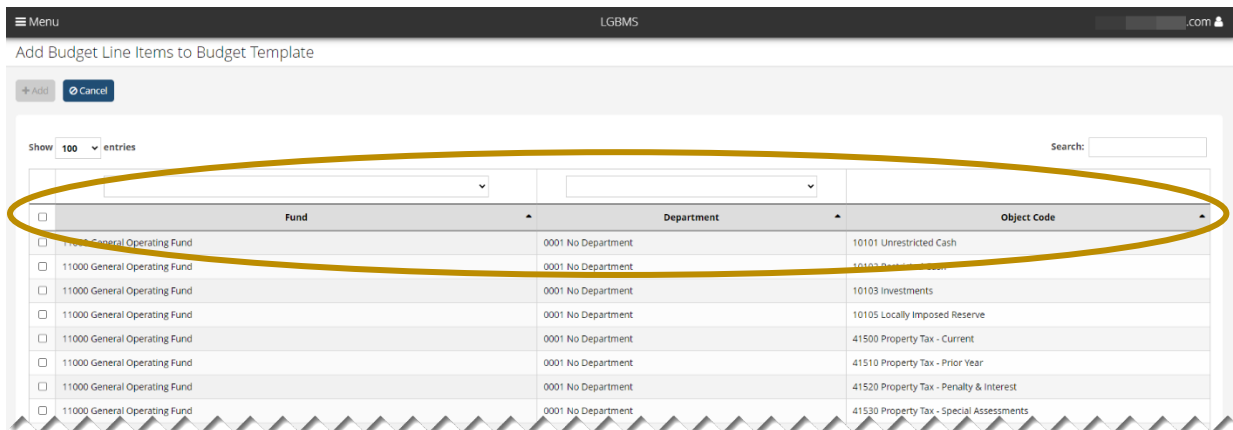 Menu LGBMS .com
Add Budget Line Items to Budget Template
+ Add Cancel
Show 100 entries Search:
Fund Department Object Code
11000 General Operating Fund 0001 No Department 10101 Unrestricted Cash
11000 General Operating Fund 0001 No Department 10102 Restricted Cash
11000 General Operating Fund 0001 No Department 10103 Investments
11000 General Operating Fund 0001 No Department 10105 Locally Imposed Reserve
11000 General Operating Fund 0001 No Department 41500 Property Tax - Current
11000 General Operating Fund 0001 No Department 41510 Property Tax - Prior Year
11000 General Operating Fund 0001 No Department 41520 Property Tax - Penalty & Interest
11000 General Operating Fund 0001 No Department 41530 Property Tax - Special Assessments